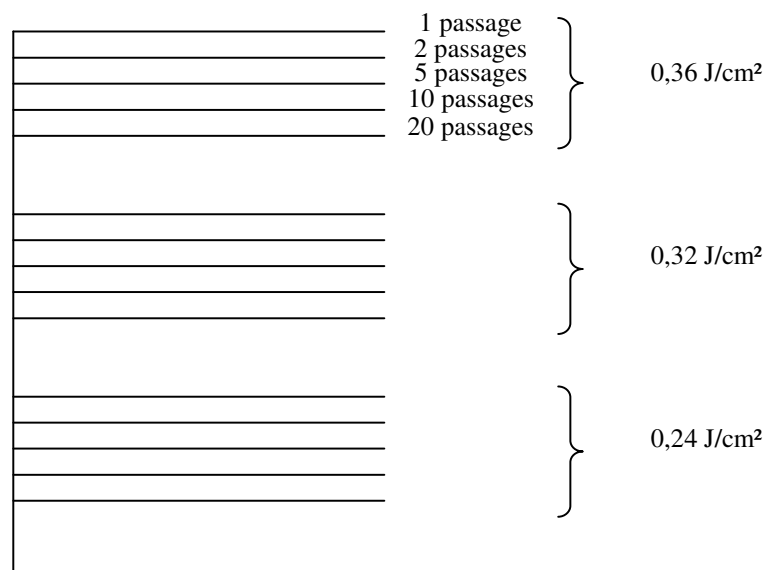 1 passage
2 passages
5 passages
10 passages
20 passages
0,36 J/cm²
0,32 J/cm²
0,24 J/cm²